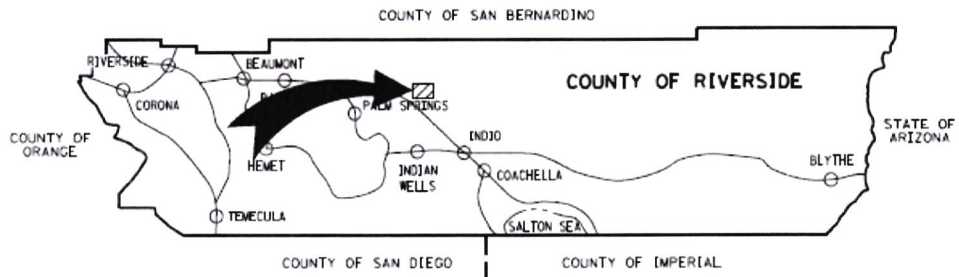 COUNTY OF SAN BERNARDINO
RIVERSIDE
BEAUMONT
COUNTY OF RIVERSIDE
CORONA
PALM SPRINGS
COUNTY OF
ORANGE
STATE OF
ARIZONA
INDIO
HEMET
INDIAN
WELLS
COACHELLA
BLYTHE
TEMECULA
SALTON SEA
COUNTY OF SAN DIEGO
COUNTY OF IMPERIAL